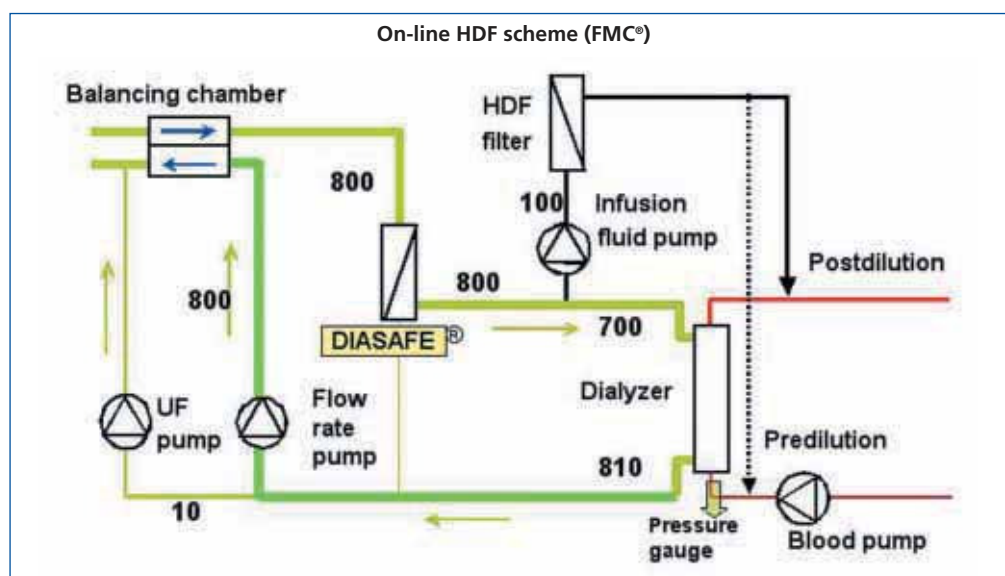 On-line HDF scheme (FMC®)
Balancing chamber
HDF
filter
800
100
Infusion
fluid pump
Postdilution
800
800
700
DIASAFE®
Dialyzer
UF
pump
Flow
rate
pump
Predilution
810
10
Pressure
gauge
Blood pump